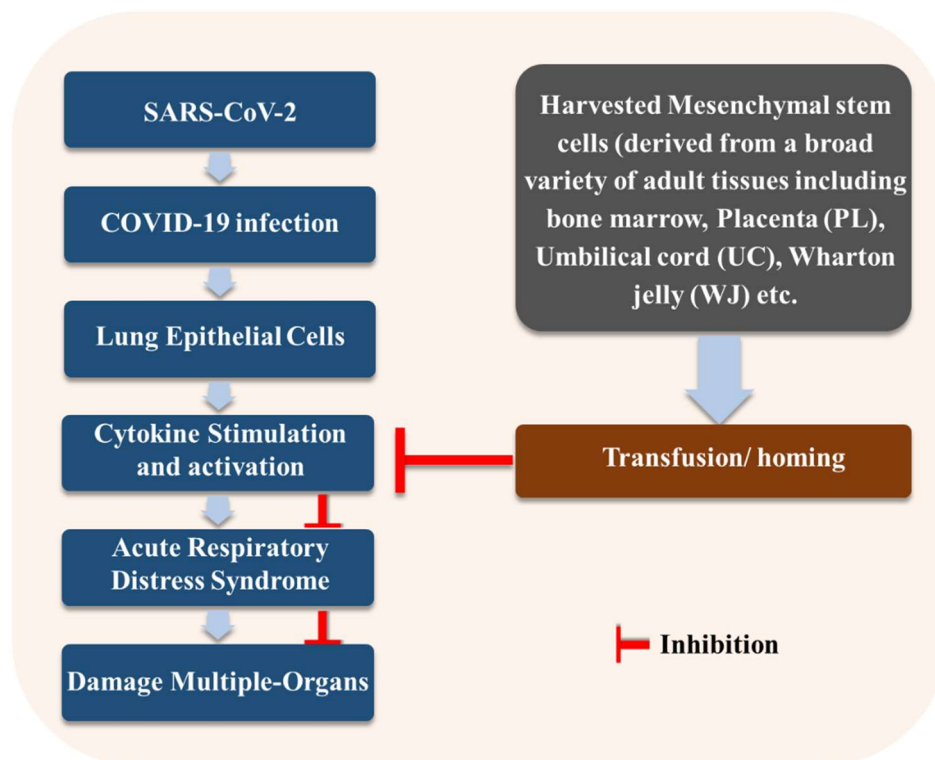 SARS-CoV-2
COVID-19 infection
Lung Epithelial Cells
Cytokine Stimulation
and activation
Acute Respiratory
Distress Syndrome
Damage Multiple-Organs
Harvested Mesenchymal stem
cells (derived from a broad
variety of adult tissues including
bone marrow, Placenta (PL),
Umbilical cord (UC), Wharton
jelly (WJ) etc.
Transfusion/ homing
Inhibition